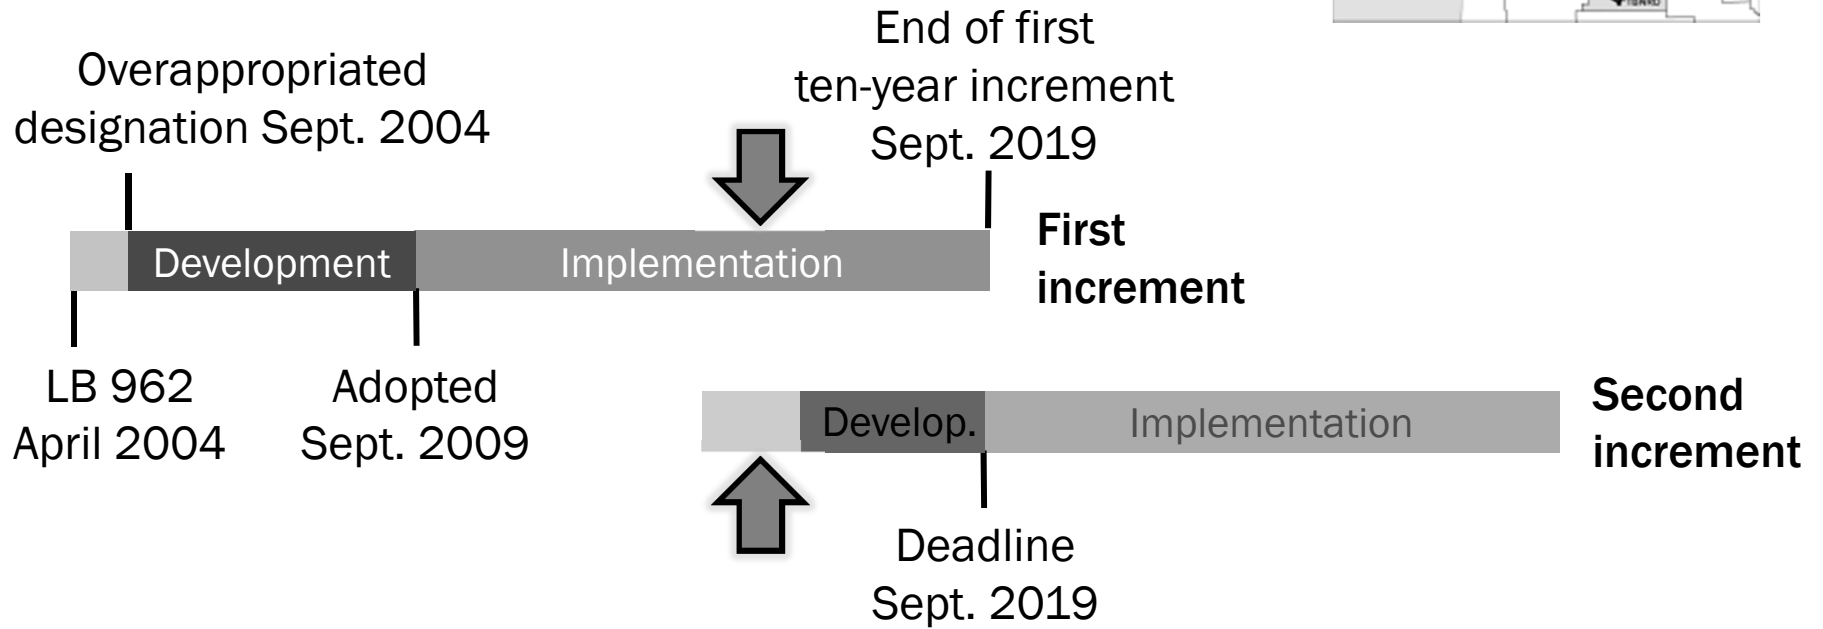 End of first
ten-year increment
Sept. 2019
Overappropriated
designation Sept. 2004
Development
Implementation
First
increment
LB 962
April 2004
Adopted
Sept. 2009
Develop.
Implementation
Second
increment
Deadline
Sept. 2019